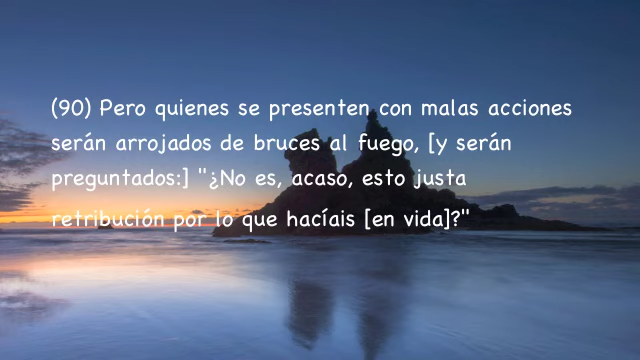 (90) Pero quienes se presenten con malas acciones
serán arrojados de bruces al fuego, [y serán
preguntados:] "¿No es, acaso, esto justa
retribución por lo que hacíais [en vida]?"